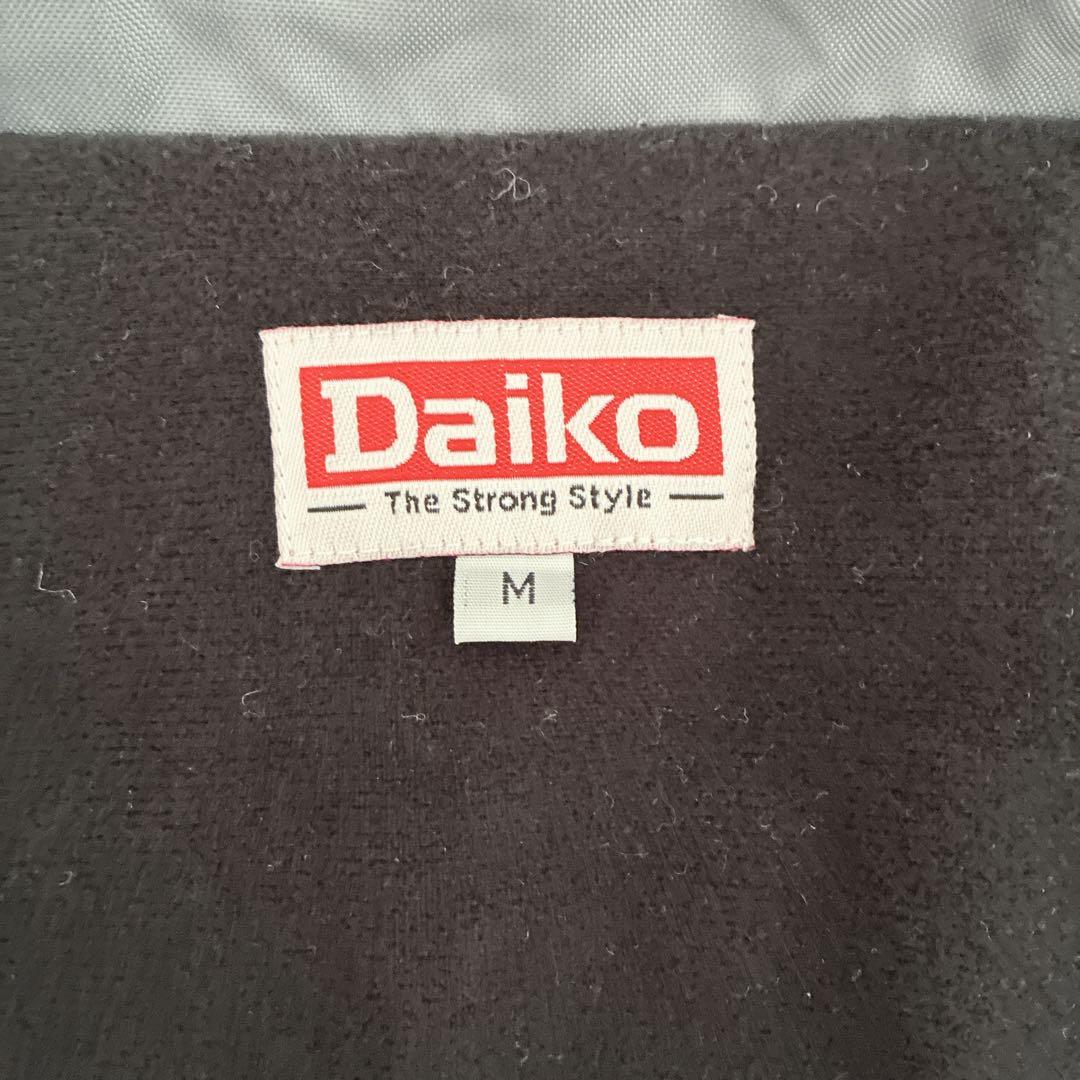 Daiko
The Strong Style
M